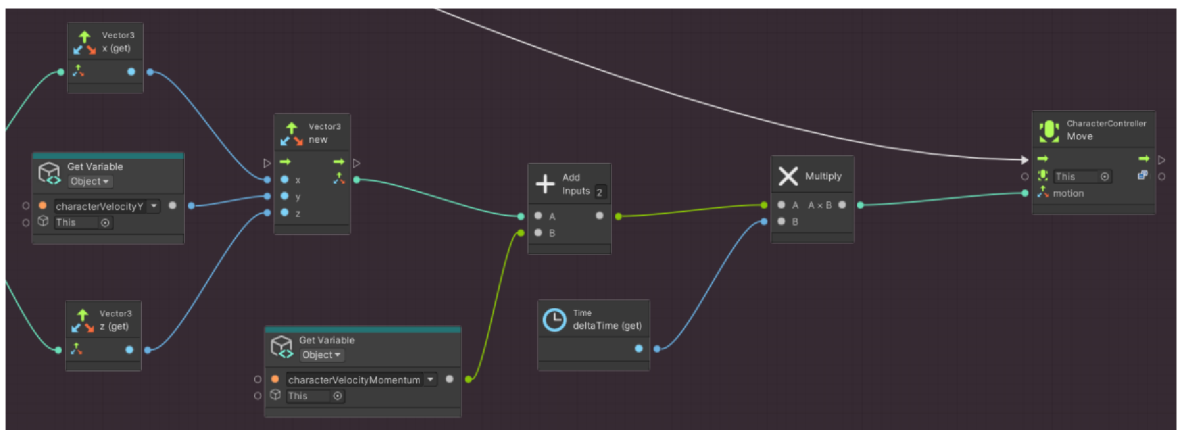 Vector3
x (get)
Get Variable
Object
characterVelocityY
This
Vector3
z (get)
Vector3
new
x
y
z
Get Variable
Object
characterVelocityMomentum
This
Add
Inputs 2
A
B
Time
deltaTime (get)
Multiply
A A × B
B
CharacterController
Move
This
motion